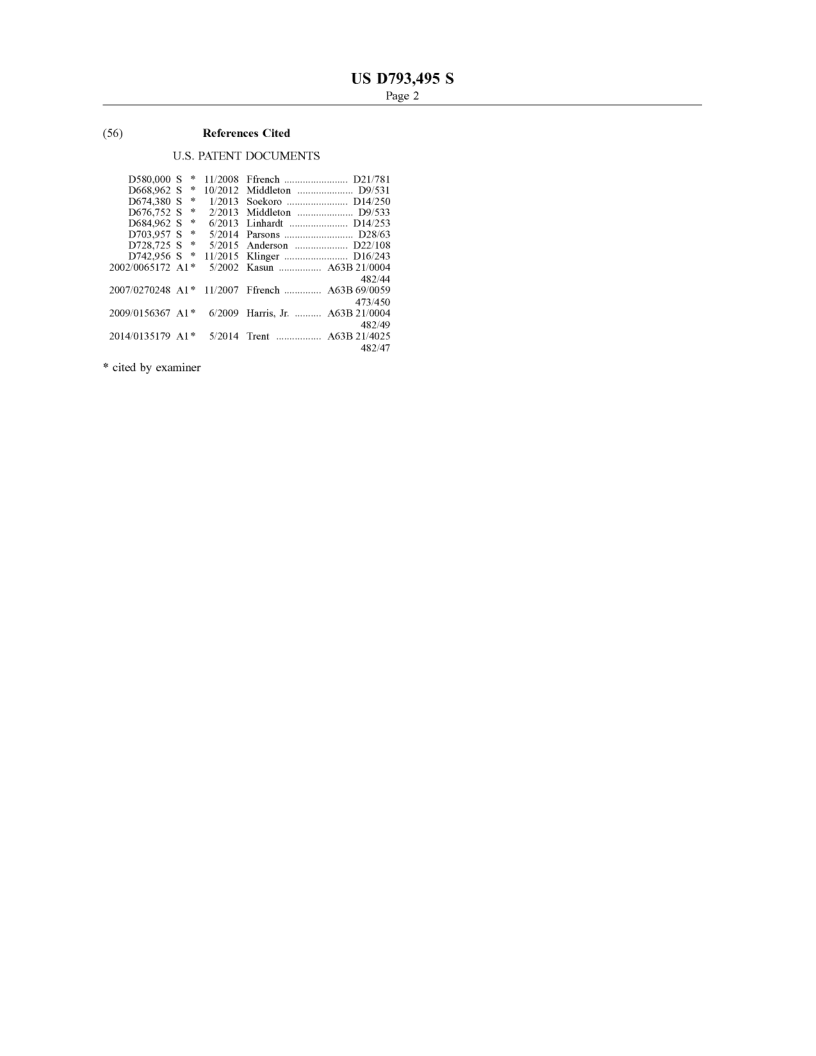 US D793,495 S
Page 2
(56) References Cited
U.S. PATENT DOCUMENTS
D580,000 S * 11/2008 Ffrench ........................ D21/781
D668,962 S * 10/2012 Middleton ..................... D9/531
D674,380 S * 1/2013 Soekoro ....................... D14/250
D676,752 S * 2/2013 Middleton ..................... D9/533
D684,962 S * 6/2013 Linhardt ...................... D14/253
D703,957 S * 5/2014 Parsons .......................... D28/63
D728,725 S * 5/2015 Anderson .................... D22/108
D742,956 S * 11/2015 Klinger ........................ D16/243
2002/0065172 A1* 5/2002 Kasun ................ A63B 21/0004
482/44
2007/0270248 A1* 11/2007 Ffrench .............. A63B 69/0059
473/450
2009/0156367 A1* 6/2009 Harris, Jr. .......... A63B 21/0004
482/49
2014/0135179 A1* 5/2014 Trent ................. A63B 21/4025
482/47
* cited by examiner